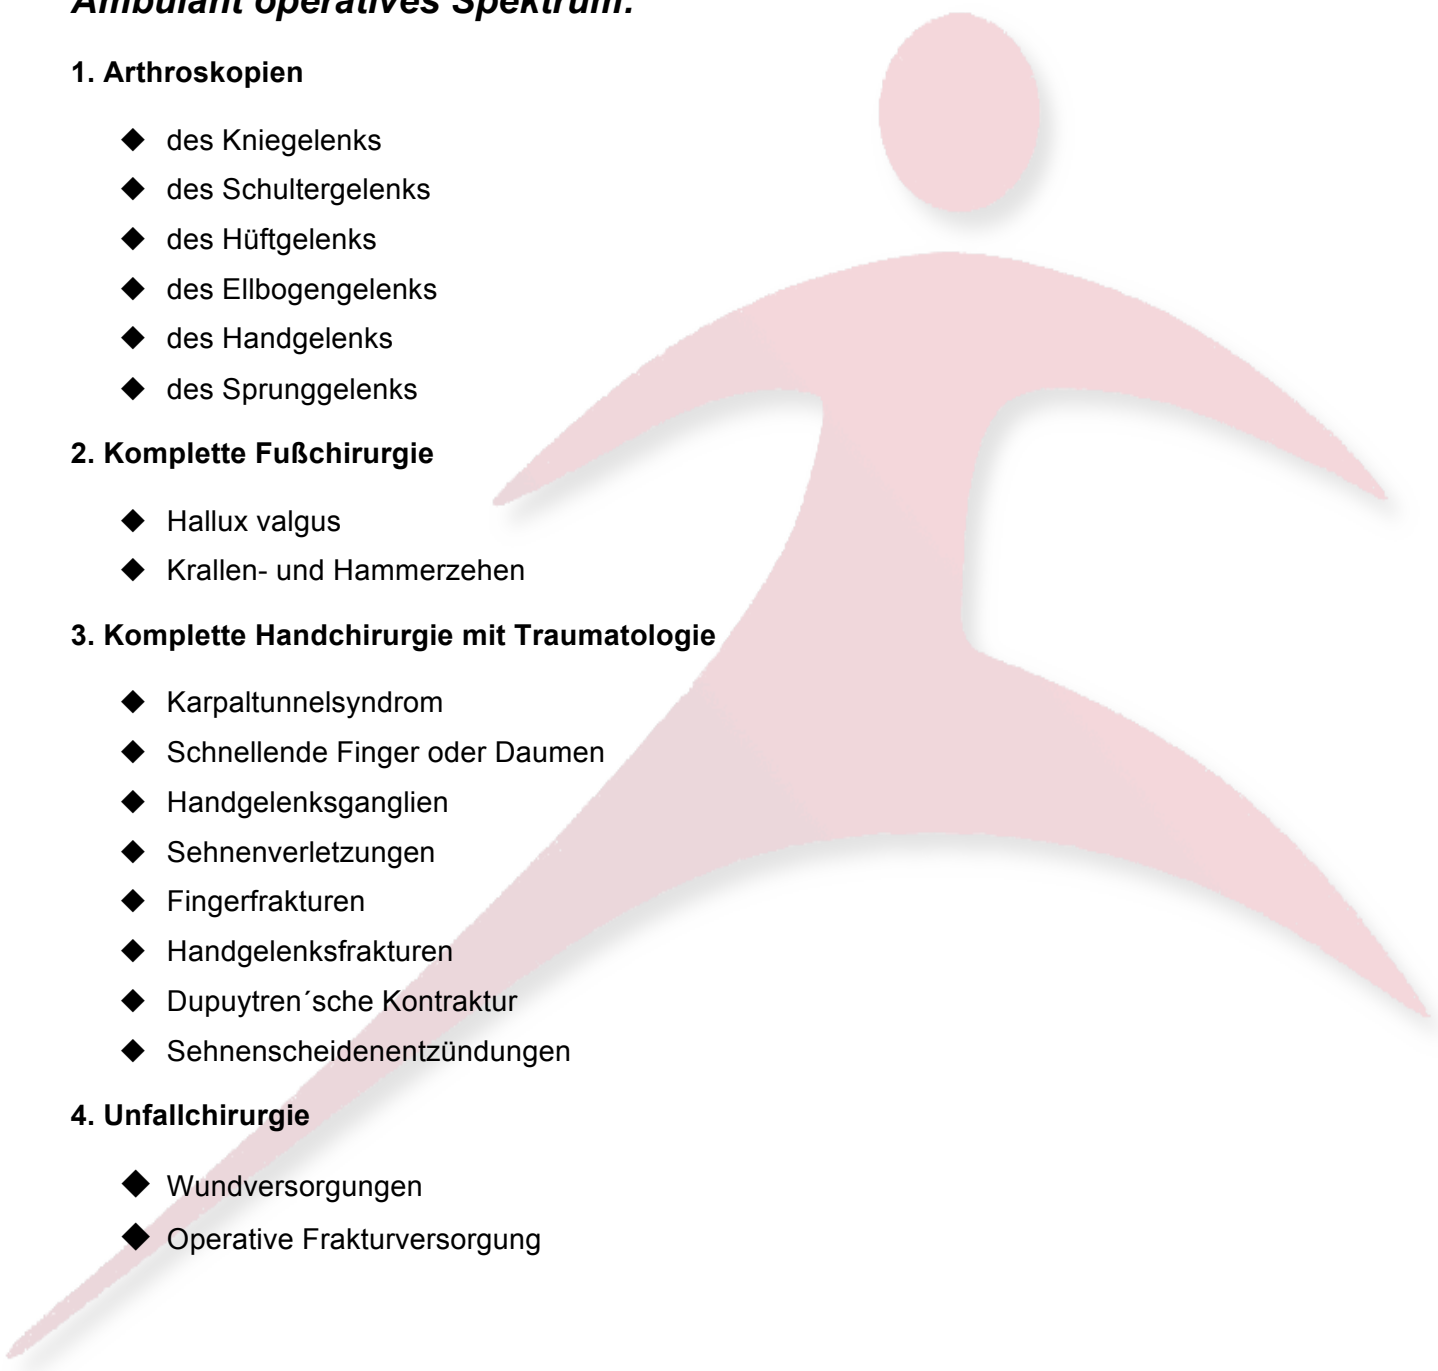 Ambulant operatives Spektrum:
1. Arthroskopien
◆ des Kniegelenks
◆ des Schultergelenks
◆ des Hüftgelenks
◆ des Ellbogengelenks
◆ des Handgelenks
◆ des Sprunggelenks
2. Komplette Fußchirurgie
◆ Hallux valgus
◆ Krallen- und Hammerzehen
3. Komplette Handchirurgie mit Traumatologie
◆ Karpaltunnelsyndrom
◆ Schnellende Finger oder Daumen
◆ Handgelenksganglien
◆ Sehnenverletzungen
◆ Fingerfrakturen
◆ Handgelenksfrakturen
◆ Dupuytren´sche Kontraktur
◆ Sehnenscheidenentzündungen
4. Unfallchirurgie
◆ Wundversorgungen
◆ Operative Frakturversorgung